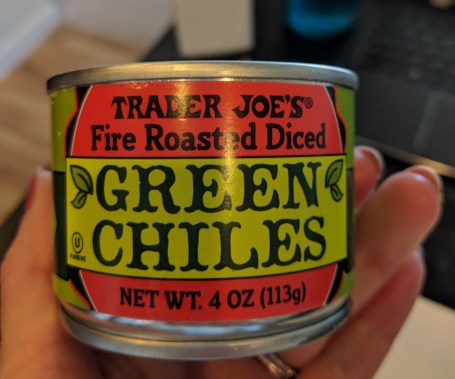 TRADER JOE'S®
Fire Roasted Diced
GREEN
CHILES
U
NET WT. 4 OZ (113g)